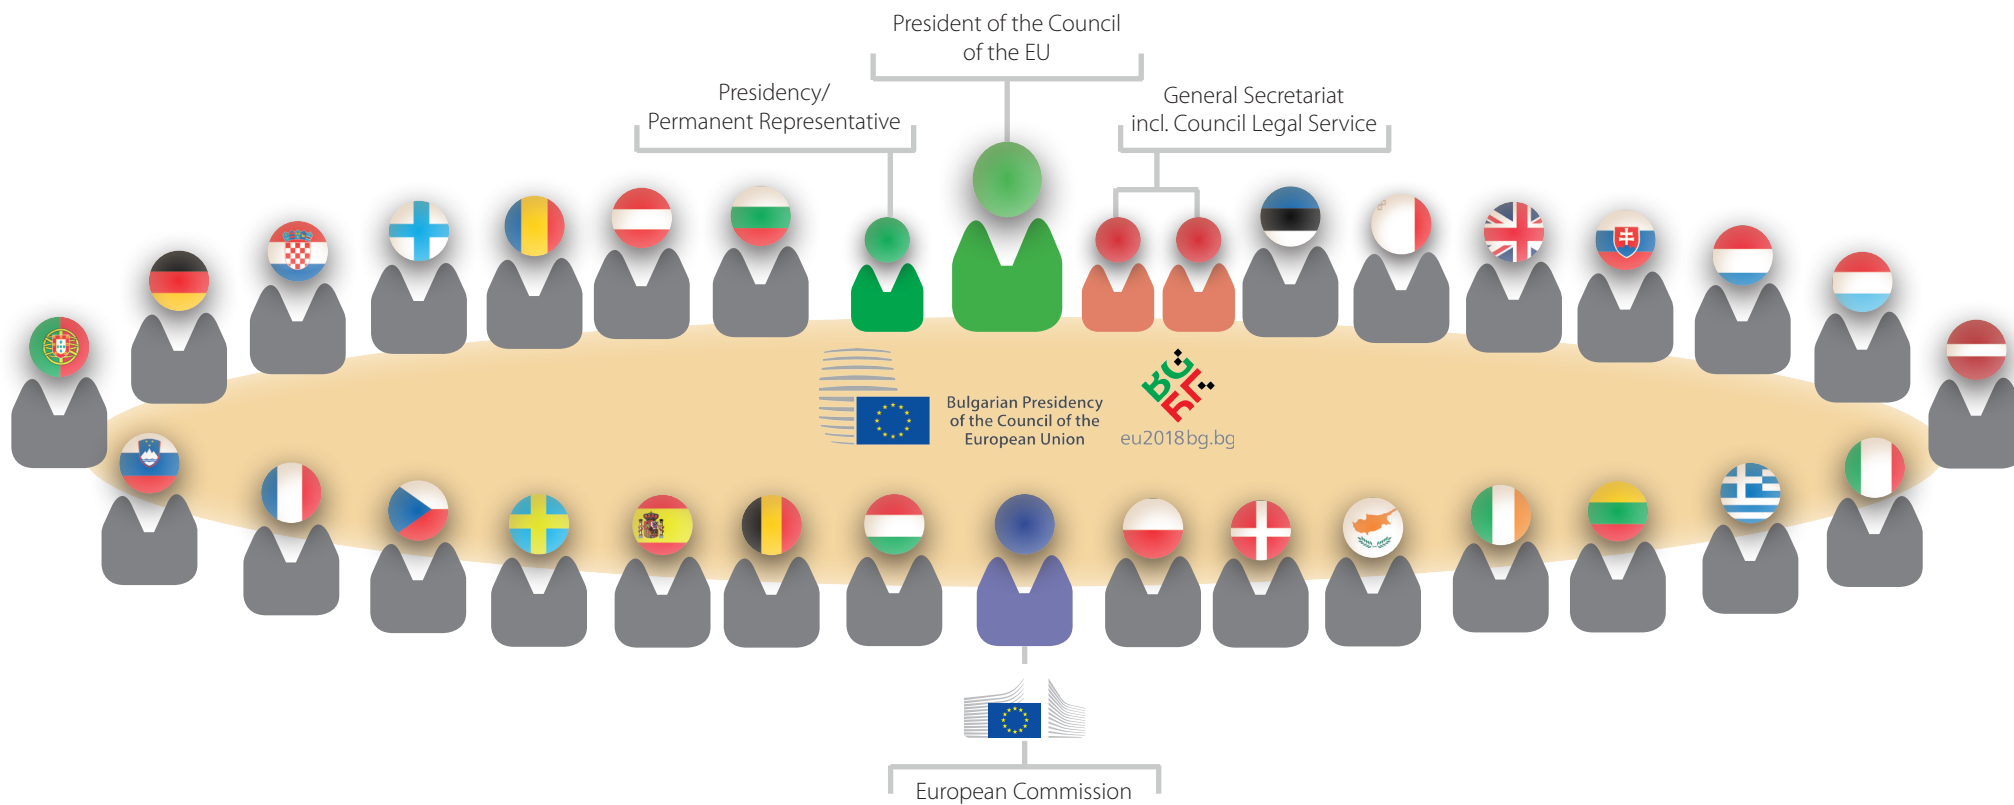 President of the Council
of the EU
Presidency/
Permanent Representative
General Secretariat
incl. Council Legal Service
Bulgarian Presidency
of the Council of the
European Union
eu2018bg.bg
European Commission